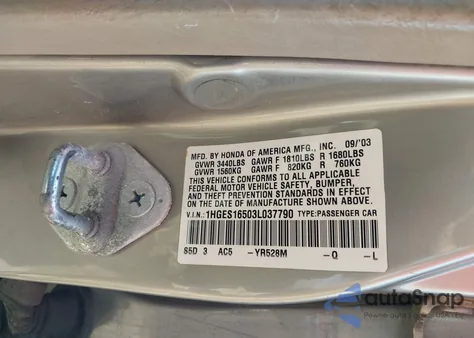 MFD. BY HONDA OF AMERICA MFG., INC. 09/'03
GVWR 3440LBS GAWR F 1810LBS R 1680LBS
GVWR 1560KG GAWR F 820KG R 760KG
THIS VEHICLE CONFORMS TO ALL APPLICABLE
FEDERAL MOTOR VEHICLE SAFETY, BUMPER,
AND THEFT PREVENTION STANDARDS IN EFFECT
ON THE DATE OF MANUFACTURE SHOWN ABOVE.
V.I.N.: 1HGES16503L037790 TYPE:PASSENGER CAR
S5D 3 AC5 -YR528M -Q -L
autoSnap